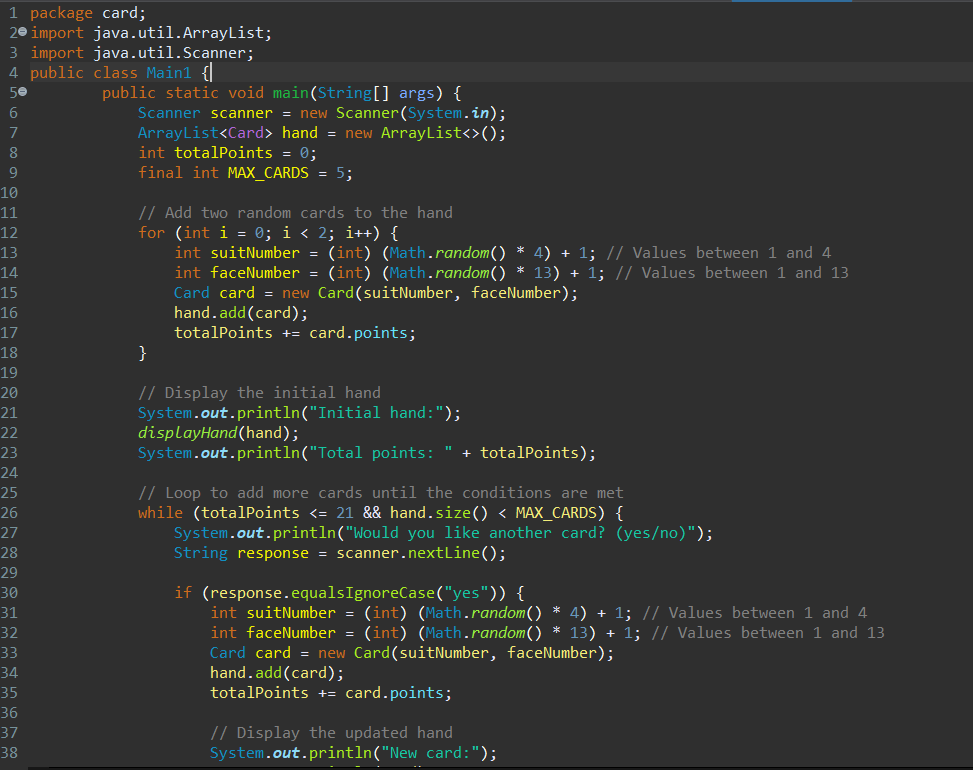 1 package card;
2 import java.util.ArrayList;
3 import java.util.Scanner;
4 public class Main1 {
5         public static void main(String[] args) {
6             Scanner scanner = new Scanner(System.in);
7             ArrayList<Card> hand = new ArrayList<>();
8             int totalPoints = 0;
9             final int MAX_CARDS = 5;
10
11             // Add two random cards to the hand
12             for (int i = 0; i < 2; i++) {
13                 int suitNumber = (int) (Math.random() * 4) + 1; // Values between 1 and 4
14                 int faceNumber = (int) (Math.random() * 13) + 1; // Values between 1 and 13
15                 Card card = new Card(suitNumber, faceNumber);
16                 hand.add(card);
17                 totalPoints += card.points;
18             }
19
20             // Display the initial hand
21             System.out.println("Initial hand:");
22             displayHand(hand);
23             System.out.println("Total points: " + totalPoints);
24
25             // Loop to add more cards until the conditions are met
26             while (totalPoints <= 21 && hand.size() < MAX_CARDS) {
27                 System.out.println("Would you like another card? (yes/no)");
28                 String response = scanner.nextLine();
29
30                 if (response.equalsIgnoreCase("yes")) {
31                     int suitNumber = (int) (Math.random() * 4) + 1; // Values between 1 and 4
32                     int faceNumber = (int) (Math.random() * 13) + 1; // Values between 1 and 13
33                     Card card = new Card(suitNumber, faceNumber);
34                     hand.add(card);
35                     totalPoints += card.points;
36
37                     // Display the updated hand
38                     System.out.println("New card:");